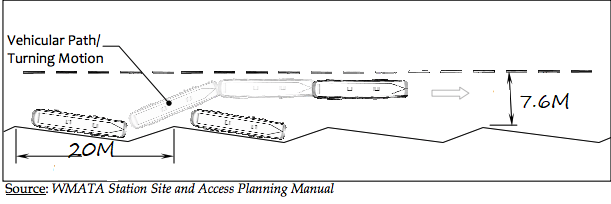 Vehicular Path/
Turning Motion
7.6M
20M
Source: WMATA Station Site and Access Planning Manual